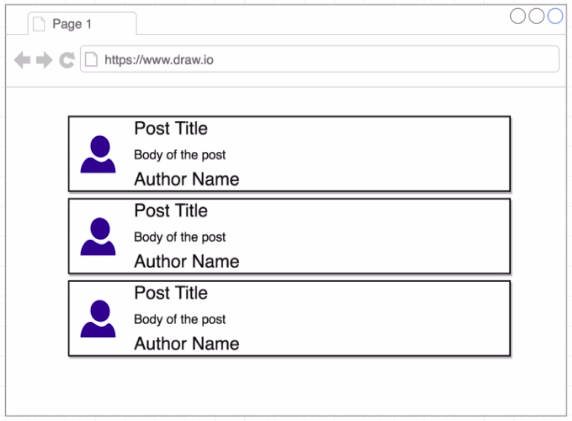 Page 1
https://www.draw.io
Post Title
Body of the post
Author Name
Post Title
Body of the post
Author Name
Post Title
Body of the post
Author Name